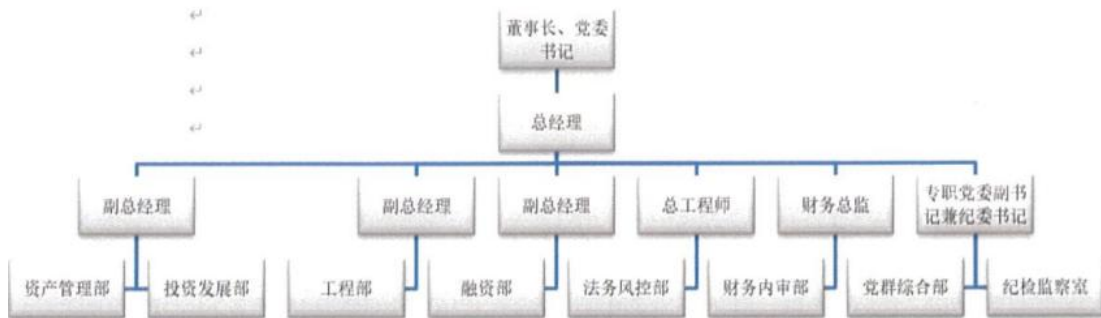 董事长、党委
书记
总经理
副总经理
副总经理
副总经理
总工程师
财务总监
专职党委副书
记兼纪委书记
资产管理部
投资发展部
工程部
融资部
法务风控部
财务内审部
党群综合部
纪检监察室